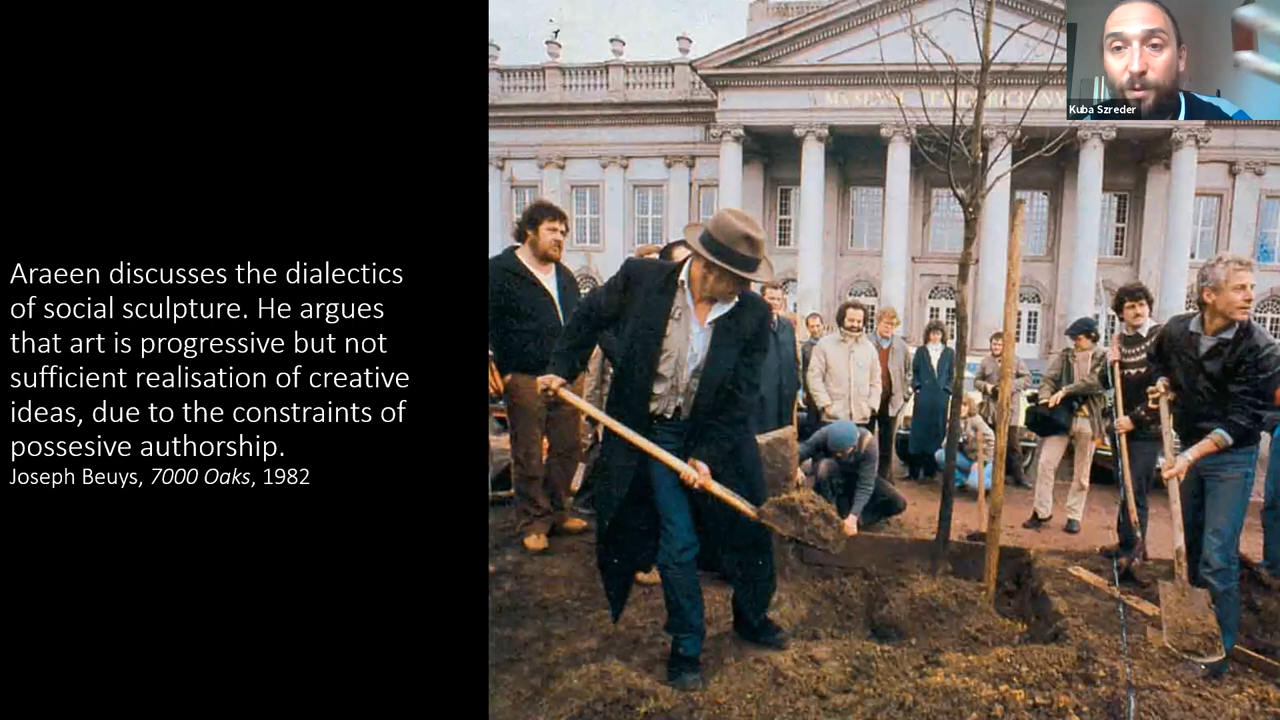 Araeen discusses the dialectics
of social sculpture. He argues
that art is progressive but not
sufficient realisation of creative
ideas, due to the constraints of
possesive authorship.
Joseph Beuys, 7000 Oaks, 1982
Kuba Szreder